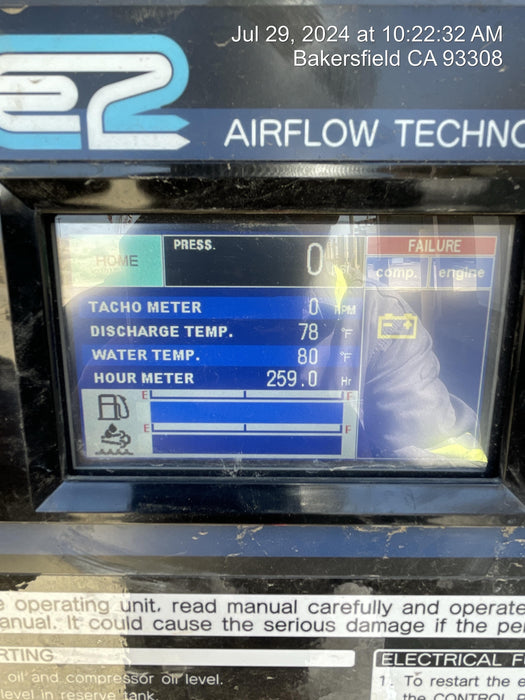 Jul 29, 2024 at 10:22:32 AM
Bakersfield CA 93308
e2
AIRFLOW TECHNO
HOME
PRESS.
0
FAILURE
comp. engine
TACHO METER 0 RPM
DISCHARGE TEMP. 78 °F
WATER TEMP. 80 °F
HOUR METER 259.0 Hr
E F
E F
e operating unit, read manual carefully and operate
anual. It could cause the serious damage if the pe
RTING
oil and compressor oil level.
level in reserve tank.
ELECTRICAL F
1. To restart the e
the CONTROL P